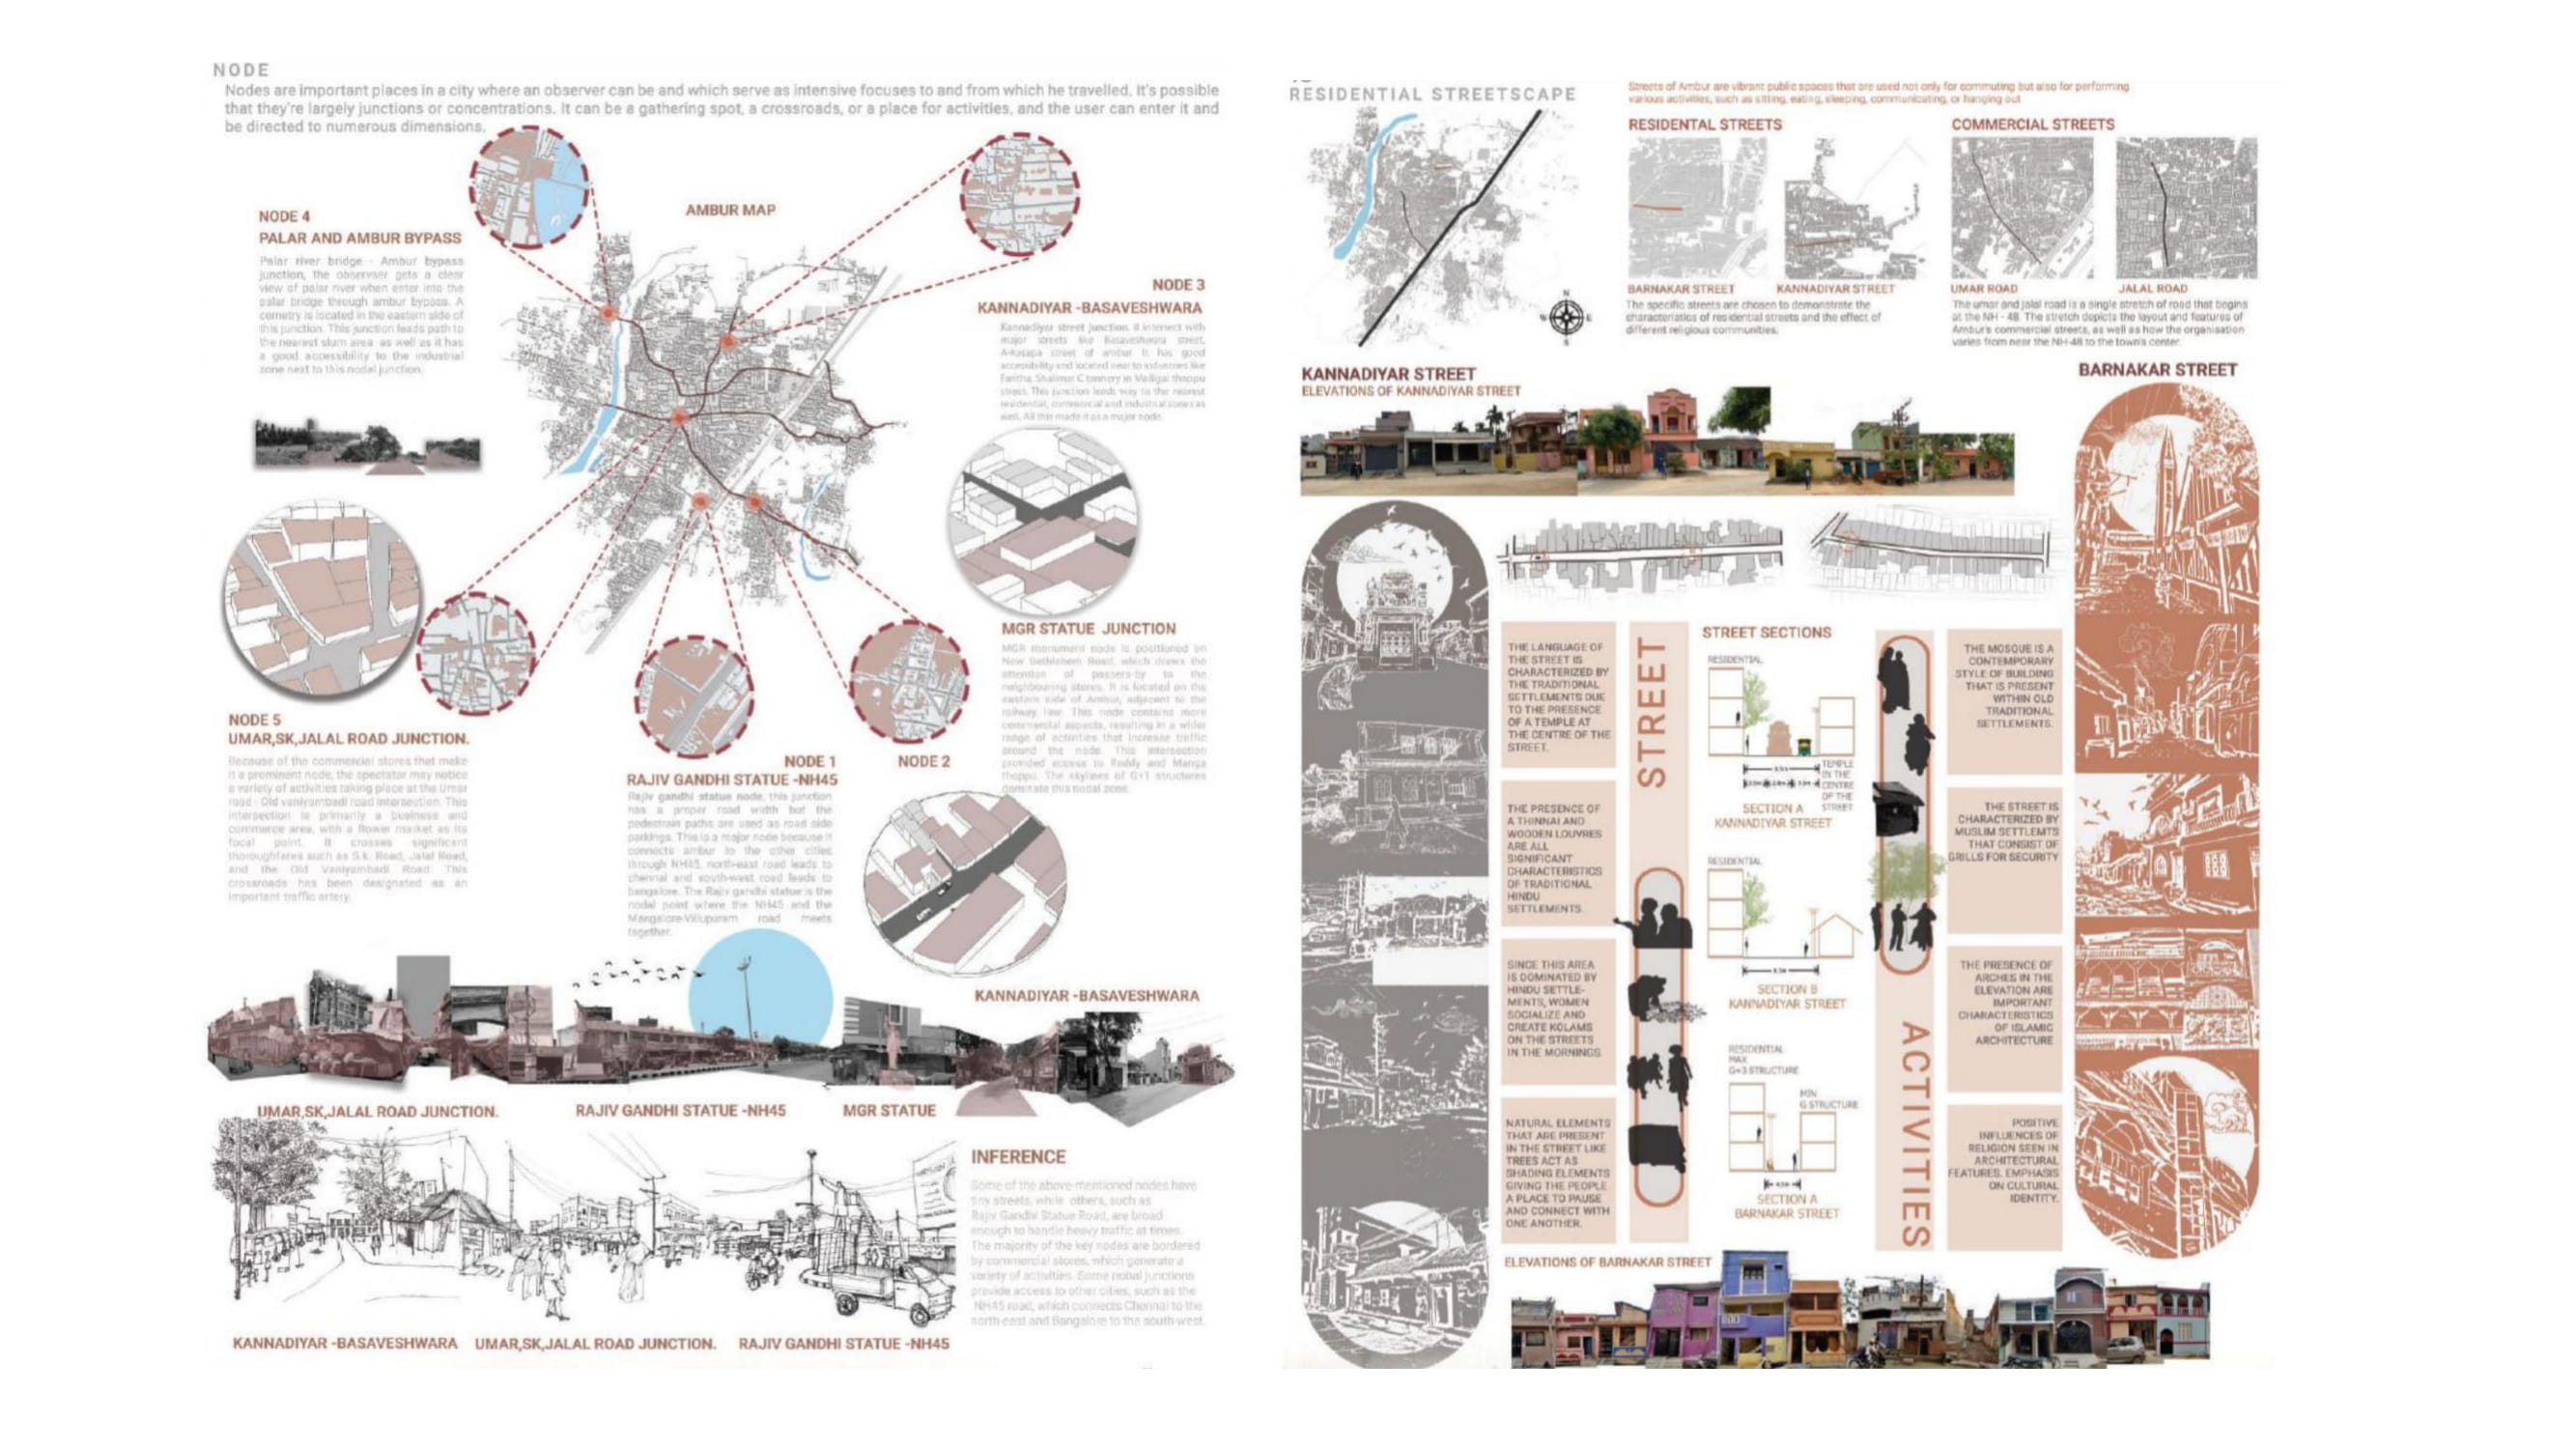 NODE
Nodes are important places in a city where an observer can be and which serve as intensive focuses to and from which he travelled. It's possible
that they're largely junctions or concentrations. It can be a gathering spot, a crossroads, or a place for activities, and the user can enter it and
be directed to numerous dimensions.
AMBUR MAP
NODE 4
PALAR AND AMBUR BYPASS
Palar river bridge - Ambur bypass
junction, the observser gets a clear
view of palar river when enter into the
palar bridge through ambur bypass. A
cemetry is located in the eastern side of
this junction. This junction leads path to
the nearest slum area as well as it has
a good accessibility to the industrial
zone next to this nodal junction.
NODE 3
KANNADIYAR -BASAVESHWARA
Kannadiyar street junction, it intersect with
major streets like Basaveshwara street,
A-Kasapa street of ambur. It has good
accessibility and located near to industries like
Faritha, Shalimar C tannery in Malligai thoppu
street. This junction leads way to the nearest
residential, commercial and industrial zones as
well. All this made it as a major node.
MGR STATUE JUNCTION
MGR monument node is positioned on
New Bethlehem Road, which draws the
attention of passers-by to the
neighbouring stores. It is located on the
eastern side of Ambur, adjacent to the
railway line. This node contains more
commercial aspects, resulting in a wider
range of activities that increase traffic
around the node. This intersection
provided access to Reddy and Manga
thoppu. The skylines of G+1 structures
dominate this nodal zone.
NODE 5
UMAR,SK,JALAL ROAD JUNCTION.
Because of the commercial stores that make
it a prominent node, the spectator may notice
a variety of activities taking place at the Umar
road - Old vaniyambadi road intersection. This
intersection is primarily a business and
commerce area, with a flower market as its
focal point. It crosses significant
thoroughfares such as S.k. Road, Jalal Road,
and the Old Vaniyambadi Road. This
crossroads has been designated as an
important traffic artery.
NODE 1
RAJIV GANDHI STATUE -NH45
Rajiv gandhi statue node, this junction
has a proper road width but the
pedestrain paths are used as road side
parkings. This is a major node because it
connects ambur to the other cities
through NH45, north-east road leads to
chennai and south-west road leads to
bangalore. The Rajiv gandhi statue is the
nodal point where the NH45 and the
Mangalore-Villupuram road meets
together.
NODE 2
KANNADIYAR -BASAVESHWARA
UMAR,SK,JALAL ROAD JUNCTION.
RAJIV GANDHI STATUE -NH45
MGR STATUE
INFERENCE
Some of the above-mentioned nodes have
tiny streets, while others, such as
Rajiv Gandhi Statue Road, are broad
enough to handle heavy traffic at times.
The majority of the key nodes are bordered
by commercial stores, which generate a
variety of activities. Some nobal junctions
provide access to other cities, such as the
NH45 road, which connects Chennai to the
north-east and Bangalore to the south-west.
KANNADIYAR -BASAVESHWARA
UMAR,SK,JALAL ROAD JUNCTION.
RAJIV GANDHI STATUE -NH45
RESIDENTIAL STREETSCAPE
Streets of Ambur are vibrant public spaces that are used not only for commuting but also for performing
various activities, such as sitting, eating, sleeping, communicating, or hanging out
RESIDENTAL STREETS
COMMERCIAL STREETS
BARNAKAR STREET
KANNADIYAR STREET
UMAR ROAD
JALAL ROAD
The specific streets are chosen to demonstrate the
characteristics of residential streets and the effect of
different religious communities.
The umar and jalal road is a single stretch of road that begins
at the NH - 48. The stretch depicts the layout and features of
Ambur's commercial streets, as well as how the organisation
varies from near the NH-48 to the town's center.
N
E
S
KANNADIYAR STREET
ELEVATIONS OF KANNADIYAR STREET
BARNAKAR STREET
THE LANGUAGE OF
THE STREET IS
CHARACTERIZED BY
THE TRADITIONAL
SETTLEMENTS DUE
TO THE PRESENCE
OF A TEMPLE AT
THE CENTRE OF THE
STREET.
THE PRESENCE OF
A THINNAI AND
WOODEN LOUVRES
ARE ALL
SIGNIFICANT
CHARACTERISTICS
OF TRADITIONAL
HINDU
SETTLEMENTS.
SINCE THIS AREA
IS DOMINATED BY
HINDU SETTLE-
MENTS, WOMEN
SOCIALIZE AND
CREATE KOLAMS
ON THE STREETS
IN THE MORNINGS
NATURAL ELEMENTS
THAT ARE PRESENT
IN THE STREET LIKE
TREES ACT AS
SHADING ELEMENTS
GIVING THE PEOPLE
A PLACE TO PAUSE
AND CONNECT WITH
ONE ANOTHER.
STREET
STREET SECTIONS
RESIDENTIAL
TEMPLE
IN THE
CENTRE
OF THE
STREET
SECTION A
KANNADIYAR STREET
RESIDENTIAL
SECTION B
KANNADIYAR STREET
RESIDENTIAL
MAX
G+3 STRUCTURE
MIN
G STRUCTURE
SECTION A
BARNAKAR STREET
ACTIVITIES
THE MOSQUE IS A
CONTEMPORARY
STYLE OF BUILDING
THAT IS PRESENT
WITHIN OLD
TRADITIONAL
SETTLEMENTS.
THE STREET IS
CHARACTERIZED BY
MUSLIM SETTLEMTS
THAT CONSIST OF
GRILLS FOR SECURITY
THE PRESENCE OF
ARCHES IN THE
ELEVATION ARE
IMPORTANT
CHARACTERISTICS
OF ISLAMIC
ARCHITECTURE
POSITIVE
INFLUENCES OF
RELIGION SEEN IN
ARCHITECTURAL
FEATURES. EMPHASIS
ON CULTURAL
IDENTITY.
ELEVATIONS OF BARNAKAR STREET